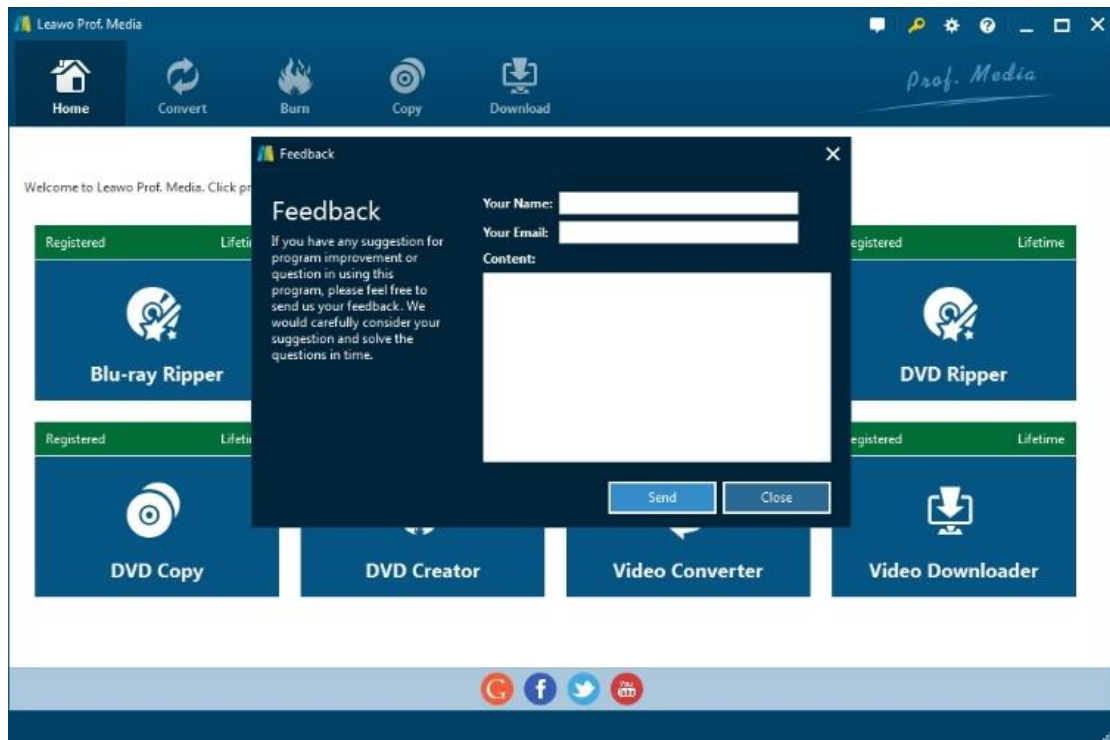 Leawo Prof. Media
Home
Convert
Burn
Copy
Download
Prof. Media
Welcome to Leawo Prof. Media. Click
Feedback
Feedback
If you have any suggestion for
program improvement or
question in using this
program, please feel free to
send us your feedback. We
would carefully consider your
suggestion and solve the
questions in time.
Your Name:
Your Email:
Content:
Send
Close
Registered
Blu-ray Ripper
egistered Lifetime
DVD Ripper
Registered
DVD Copy
DVD Creator
Video Converter
egistered Lifetime
Video Downloader
G
f
You
Tube